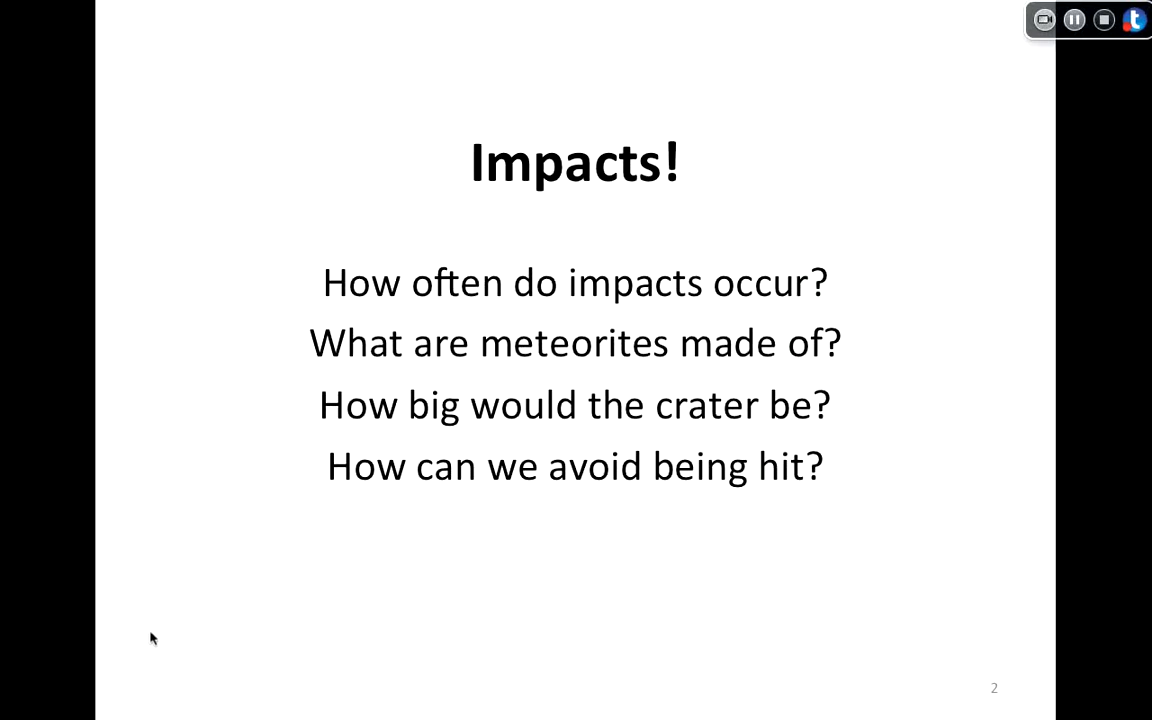 Impacts!
How often do impacts occur?
What are meteorites made of?
How big would the crater be?
How can we avoid being hit?
2
t